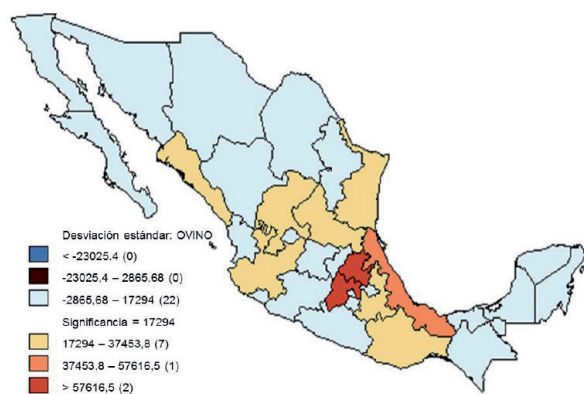 Desviación estándar: OVINO
< -23025,4 (0)
-23025,4 – 2865,68 (0)
-2865,68 – 17294 (22)
Significancia = 17294
17294 – 37453,8 (7)
37453,8 – 57616,5 (1)
> 57616,5 (2)